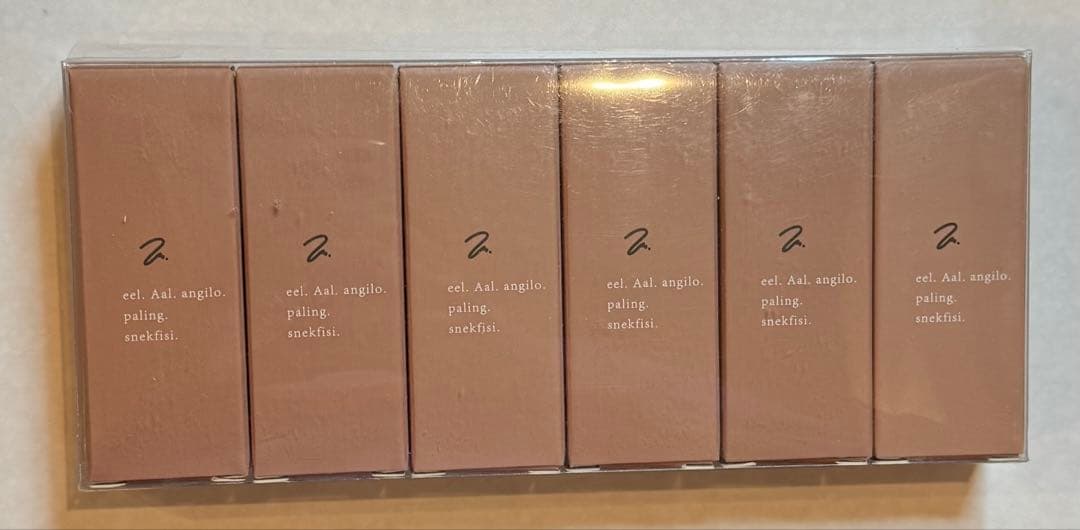 eel. Aal. angilo.
paling.
snekfisi.
eel. Aal. angilo.
paling.
snekfisi.
eel. Aal. angilo.
paling.
snekfisi.
eel. Aal. angilo.
paling.
snekfisi.
eel. Aal. angilo.
paling.
snekfisi.
eel. Aal. angilo.
paling.
snekfisi.